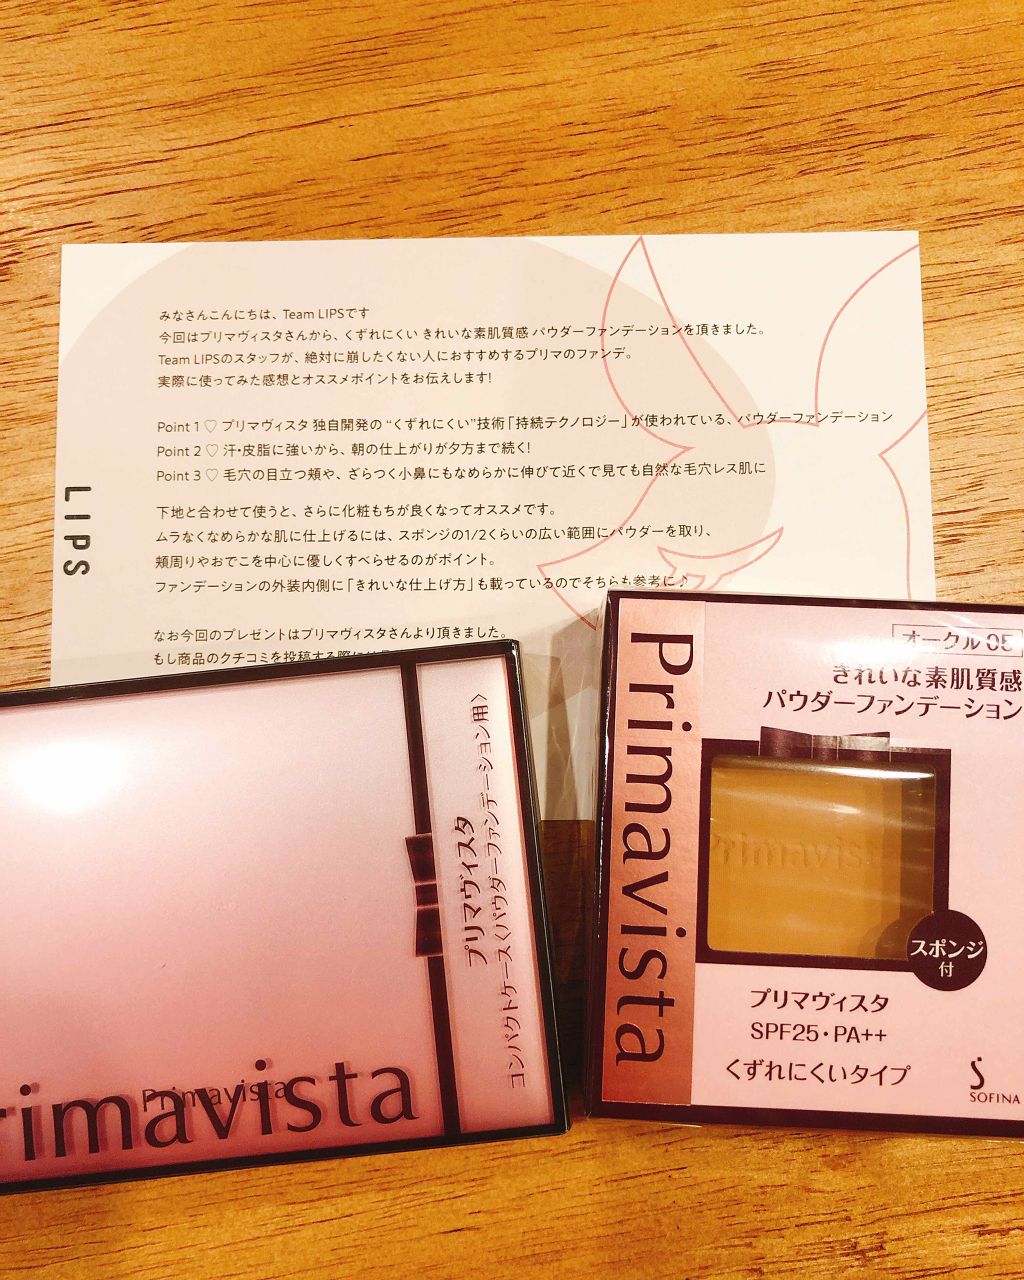 みなさんこんにちは、Team LIPSです
今回はプリマヴィスタさんから、くずれにくい きれいな素肌質感 パウダーファンデーションを頂きました。
Team LIPSのスタッフが、絶対に崩したくない人におすすめするプリマのファンデ。
実際に使ってみた感想とオススメポイントをお伝えします!
Point 1 ♡ プリマヴィスタ 独自開発の “くずれにくい”技術「持続テクノロジー」が使われている、パウダーファンデーション
Point 2 ♡ 汗・皮脂に強いから、朝の仕上がりが夕方まで続く!
Point 3 ♡ 毛穴の目立つ頬や、ざらつく小鼻にもなめらかに伸びて近くで見ても自然な毛穴レス肌に
下地と合わせて使うと、さらに化粧もちが良くなってオススメです。
ムラなくなめらかな肌に仕上げるには、スポンジの1/2くらいの広い範囲にパウダーを取り、
頬周りやおでこを中心に優しくすべらせるのがポイント。
ファンデーションの外装内側に「きれいな仕上げ方」も載っているのでそちらも参考に♪
なお今回のプレゼントはプリマヴィスタさんより頂きました。
もし商品のクチコミを投稿する際には
LIPS
プリマヴィスタ
コンパクトケース〈パウダーファンデーション用〉
Primavista
rimavista
Primavista
オークル 05
きれいな素肌質感
パウダーファンデーション
Primavista
スポンジ
付
プリマヴィスタ
SPF25・PA++
くずれにくいタイプ
SOFINA